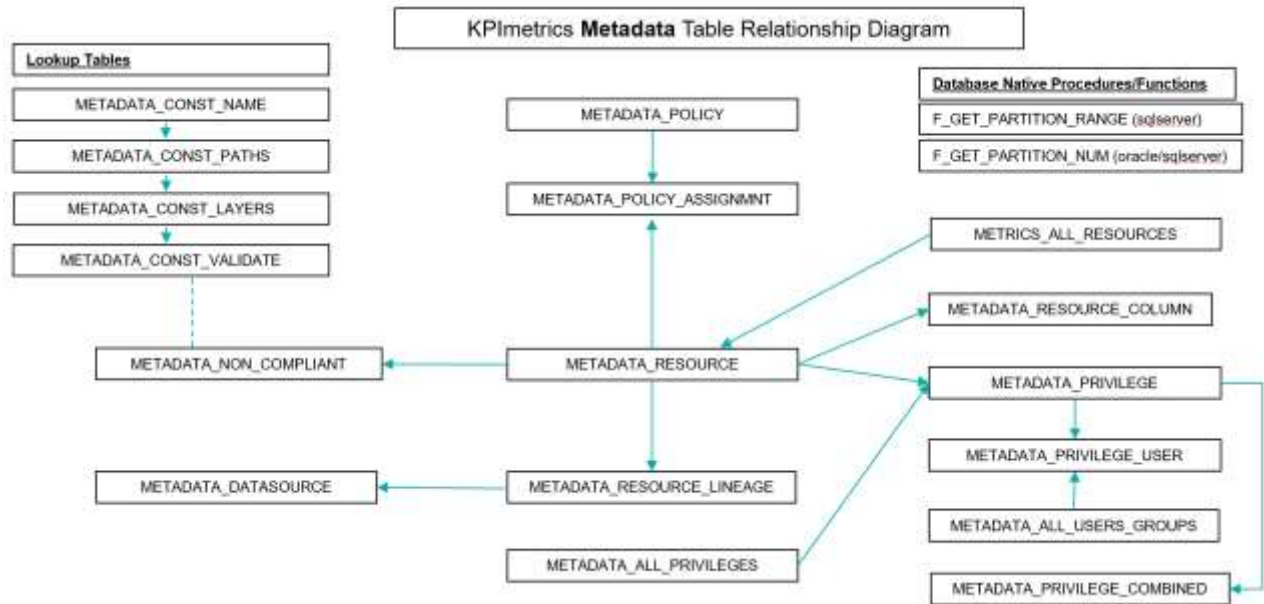 KPImetrics Metadata Table Relationship Diagram
Lookup Tables
METADATA_CONST_NAME
METADATA_CONST_PATHS
METADATA_CONST_LAYERS
METADATA_CONST_VALIDATE
METADATA_NON_COMPLIANT
METADATA_DATASOURCE
METADATA_POLICY
METADATA_POLICY_ASSIGNMNT
METADATA_RESOURCE
METADATA_RESOURCE_LINEAGE
METADATA_ALL_PRIVILEGES
Database Native Procedures/Functions
F_GET_PARTITION_RANGE (sqlserver)
F_GET_PARTITION_NUM (oracle/sqlserver)
METRICS_ALL_RESOURCES
METADATA_RESOURCE_COLUMN
METADATA_PRIVILEGE
METADATA_PRIVILEGE_USER
METADATA_ALL_USERS_GROUPS
METADATA_PRIVILEGE_COMBINED